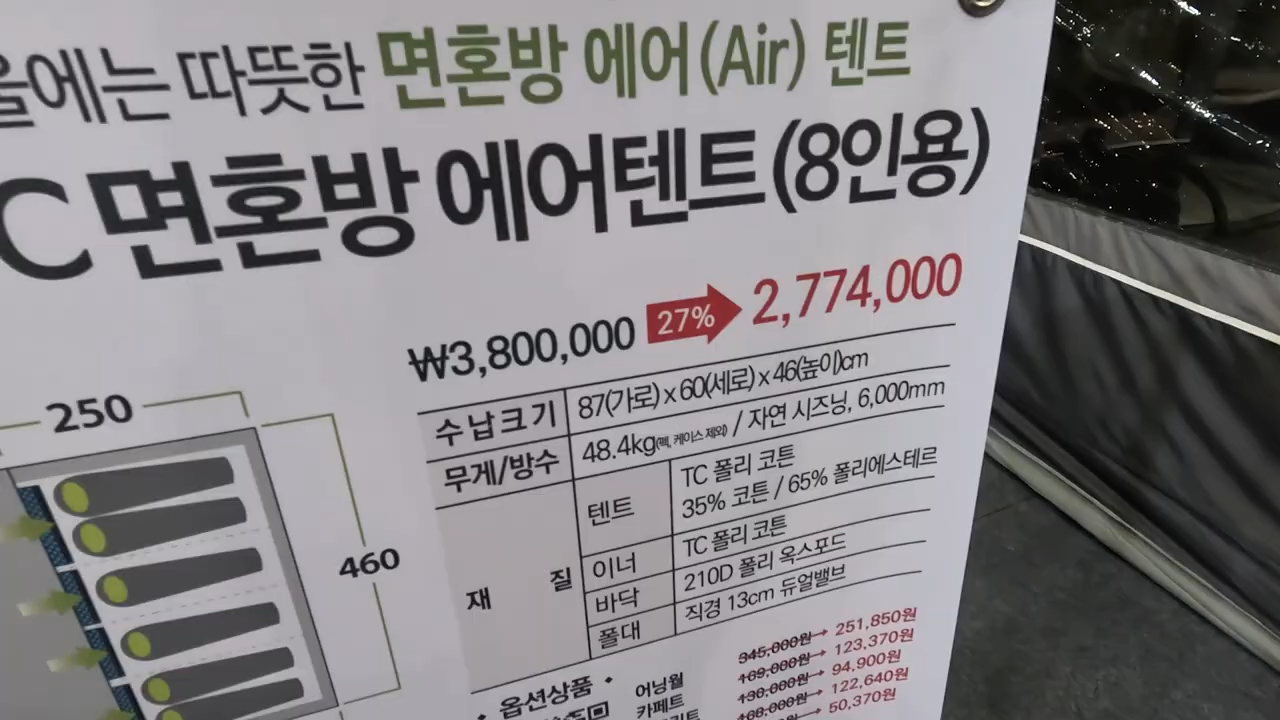 울에는 따뜻한 면혼방 에어(Air) 텐트
C 면혼방 에어텐트(8인용)
₩3,800,000 27% 2,774,000
수납크기 87(가로) x 60(세로) x 46(높이)cm
무게/방수 48.4kg(팩, 케이스 제외) / 자연 시즈닝, 6,000mm
재질
텐트 TC 폴리 코튼
35% 코튼 / 65% 폴리에스테르
이너 TC 폴리 코튼
바닥 210D 폴리 옥스포드
폴대 직경 13cm 듀얼밸브
250
460
옵션상품
어닝월 345,000원 251,850원
카페트 169,000원 123,370원
130,000원 94,900원
168,000원 122,640원
50,370원